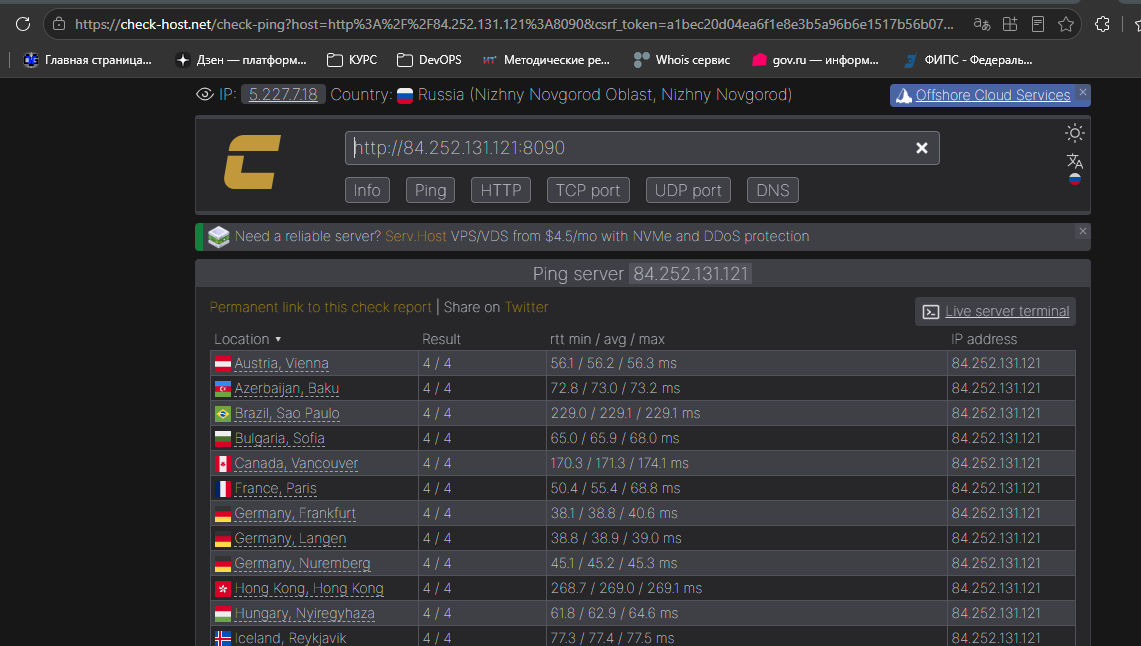 https://check-host.net/check-ping?host=http%3A%2F%2F84.252.131.121%3A8090&csrf_token=a1bec20d04ea6f1e8e3b5a96b6e1517b56b07...
Главная страница... Дзен — платформ... КУРС DevOPS ИТ Методические ре... Whois сервис gov.ru — информ... ФИПС - Федераль...
IP: 5.227.7.18 Country: Russia (Nizhny Novgorod Oblast, Nizhny Novgorod) Offshore Cloud Services ×
http://84.252.131.121:8090 ×
Info Ping HTTP TCP port UDP port DNS
Need a reliable server? Serv.Host VPS/VDS from $4.5/mo with NVMe and DDoS protection ×
Ping server 84.252.131.121
Permanent link to this check report | Share on Twitter Live server terminal
Location ▾ Result rtt min / avg / max IP address
Austria, Vienna 4 / 4 56.1 / 56.2 / 56.3 ms 84.252.131.121
Azerbaijan, Baku 4 / 4 72.8 / 73.0 / 73.2 ms 84.252.131.121
Brazil, Sao Paulo 4 / 4 229.0 / 229.1 / 229.1 ms 84.252.131.121
Bulgaria, Sofia 4 / 4 65.0 / 65.9 / 68.0 ms 84.252.131.121
Canada, Vancouver 4 / 4 170.3 / 171.3 / 174.1 ms 84.252.131.121
France, Paris 4 / 4 50.4 / 55.4 / 68.8 ms 84.252.131.121
Germany, Frankfurt 4 / 4 38.1 / 38.8 / 40.6 ms 84.252.131.121
Germany, Langen 4 / 4 38.8 / 38.9 / 39.0 ms 84.252.131.121
Germany, Nuremberg 4 / 4 45.1 / 45.2 / 45.3 ms 84.252.131.121
Hong Kong, Hong Kong 4 / 4 268.7 / 269.0 / 269.1 ms 84.252.131.121
Hungary, Nyiregyhaza 4 / 4 61.8 / 62.9 / 64.6 ms 84.252.131.121
Iceland, Reykjavik 4 / 4 77.3 / 77.4 / 77.5 ms 84.252.131.121